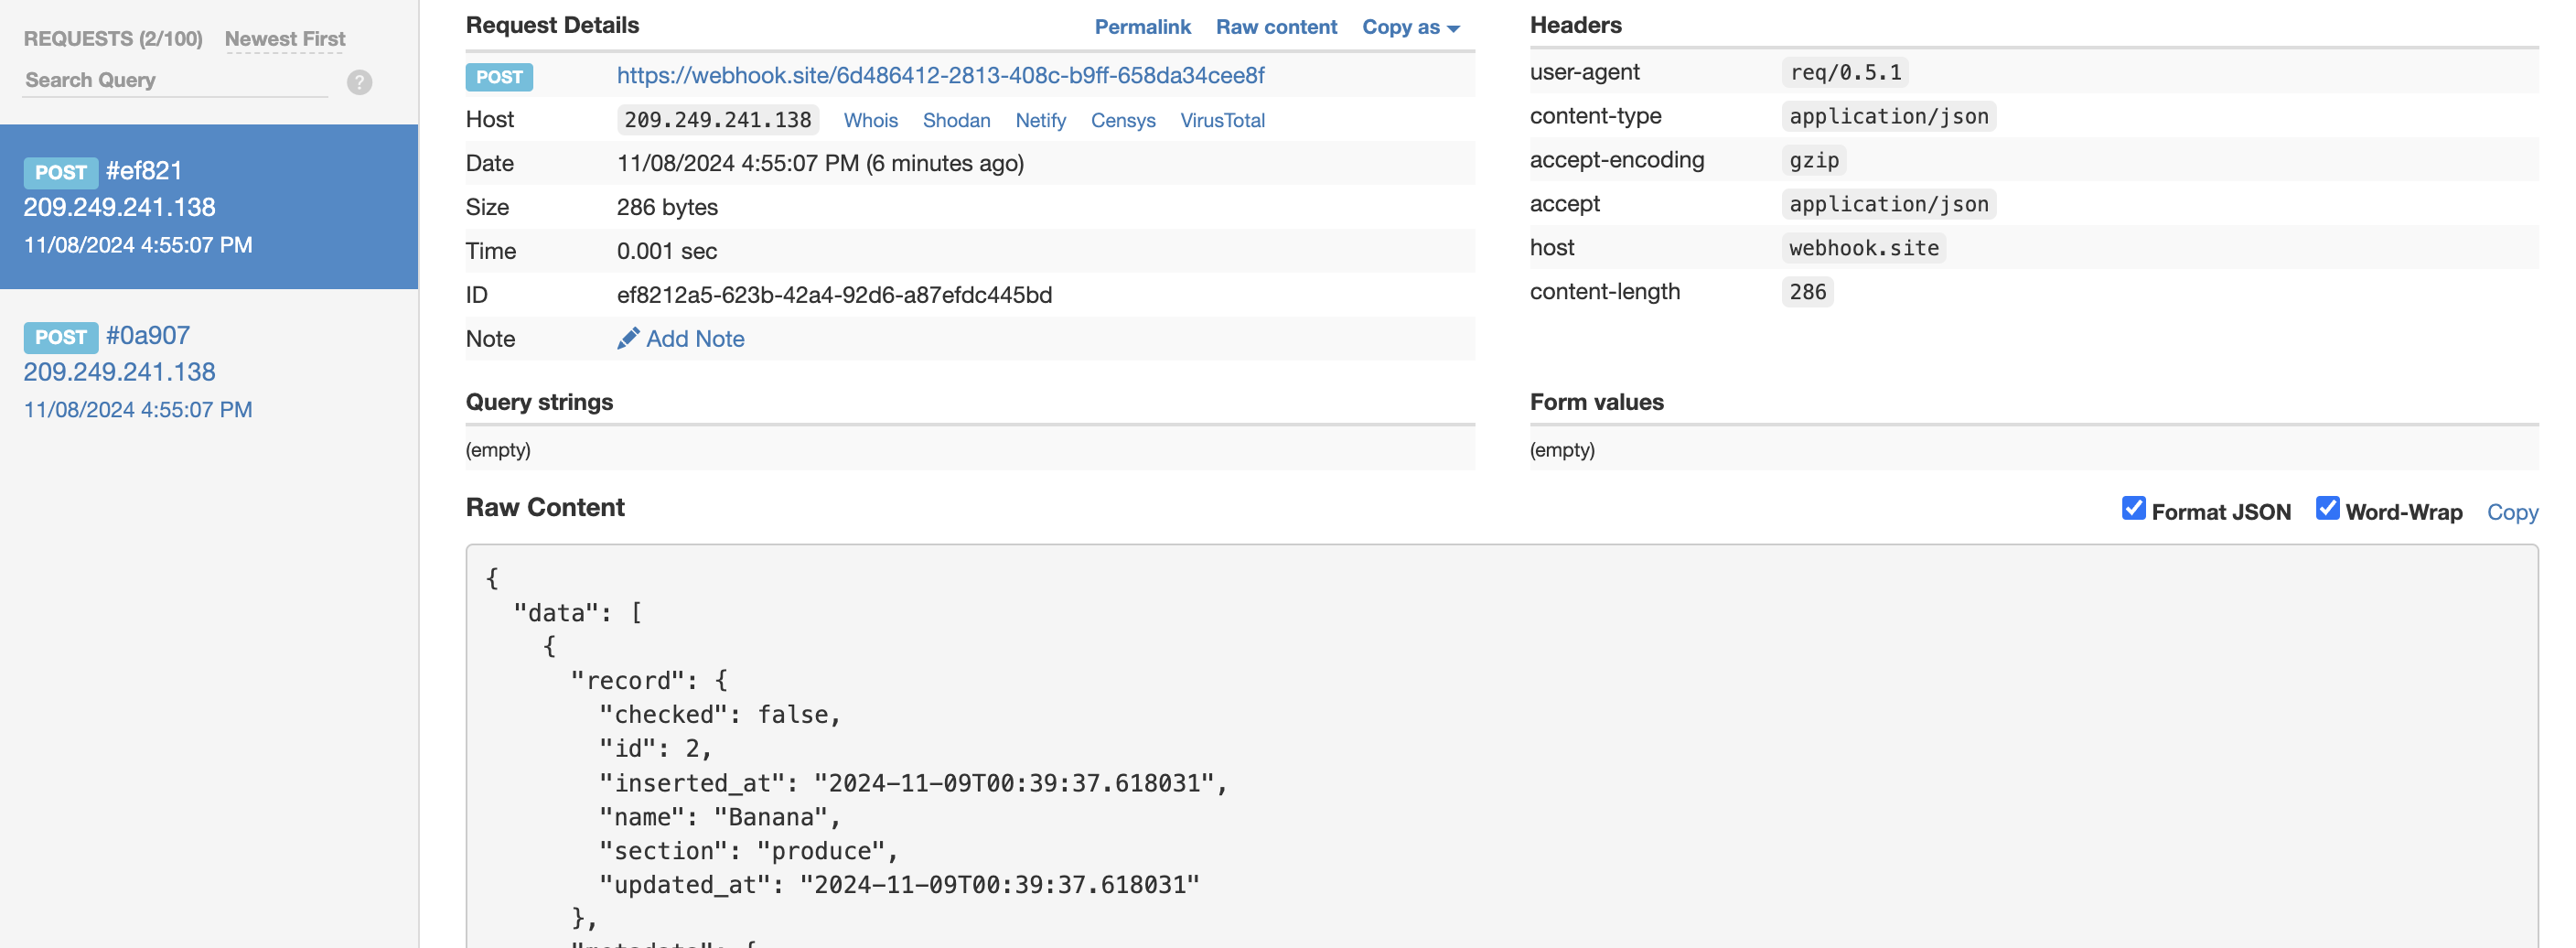 REQUESTS (2/100) Newest First
Search Query ?
POST #ef821
209.249.241.138
11/08/2024 4:55:07 PM
POST #0a907
209.249.241.138
11/08/2024 4:55:07 PM
Request Details Permalink Raw content Copy as
POST https://webhook.site/6d486412-2813-408c-b9ff-658da34cee8f
Host 209.249.241.138 Whois Shodan Netify Censys VirusTotal
Date 11/08/2024 4:55:07 PM (6 minutes ago)
Size 286 bytes
Time 0.001 sec
ID ef8212a5-623b-42a4-92d6-a87efdc445bd
Note Add Note
Headers
user-agent req/0.5.1
content-type application/json
accept-encoding gzip
accept application/json
host webhook.site
content-length 286
Query strings
(empty)
Form values
(empty)
Raw Content Format JSON Word-Wrap Copy
{
"data": [
{
"record": {
"checked": false,
"id": 2,
"inserted_at": "2024-11-09T00:39:37.618031",
"name": "Banana",
"section": "produce",
"updated_at": "2024-11-09T00:39:37.618031"
},